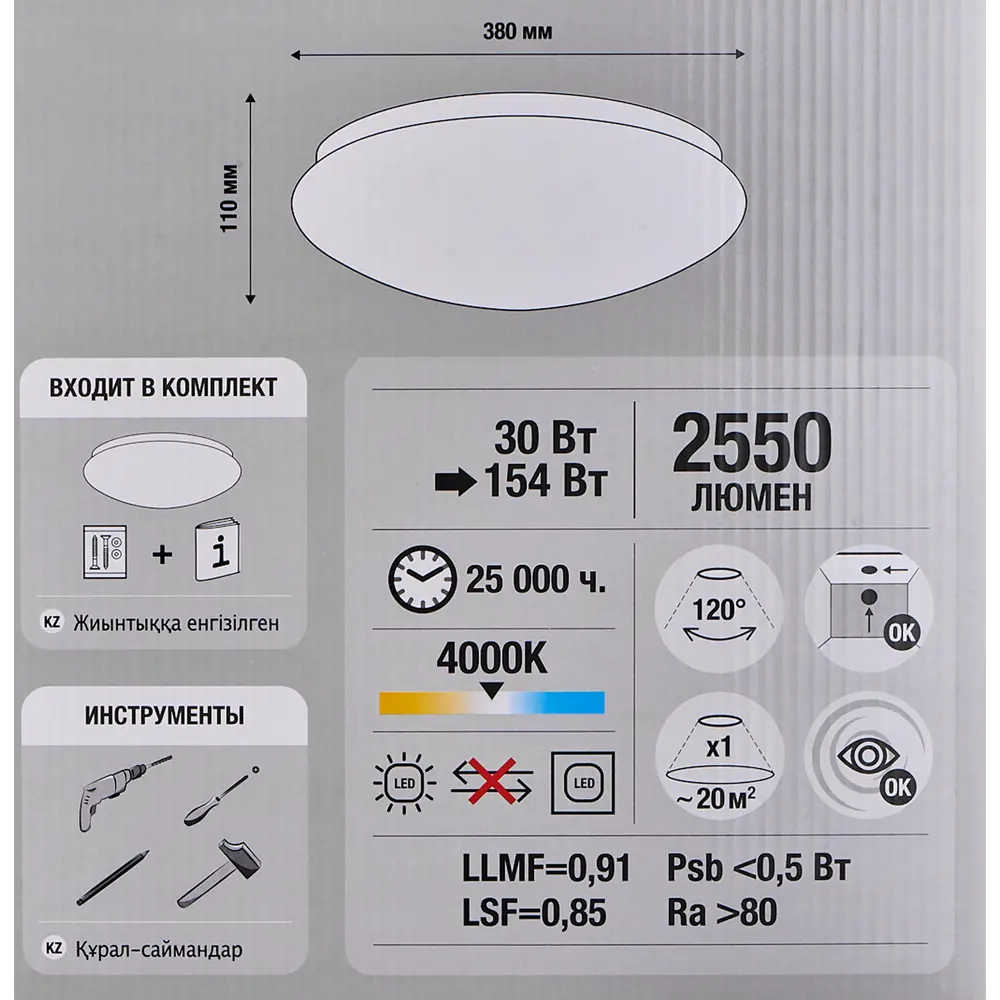 380 мм
110 мм
ВХОДИТ В КОМПЛЕКТ
+ i
KZ Жиынтыққа енгізілген
ИНСТРУМЕНТЫ
KZ Құрал-саймандар
30 Вт
154 Вт
2550
ЛЮМЕН
25 000 ч.
4000K
LED
LED
120°
OK
x1
~20 м²
OK
LLMF=0,91
LSF=0,85
Psb <0,5 Вт
Ra >80